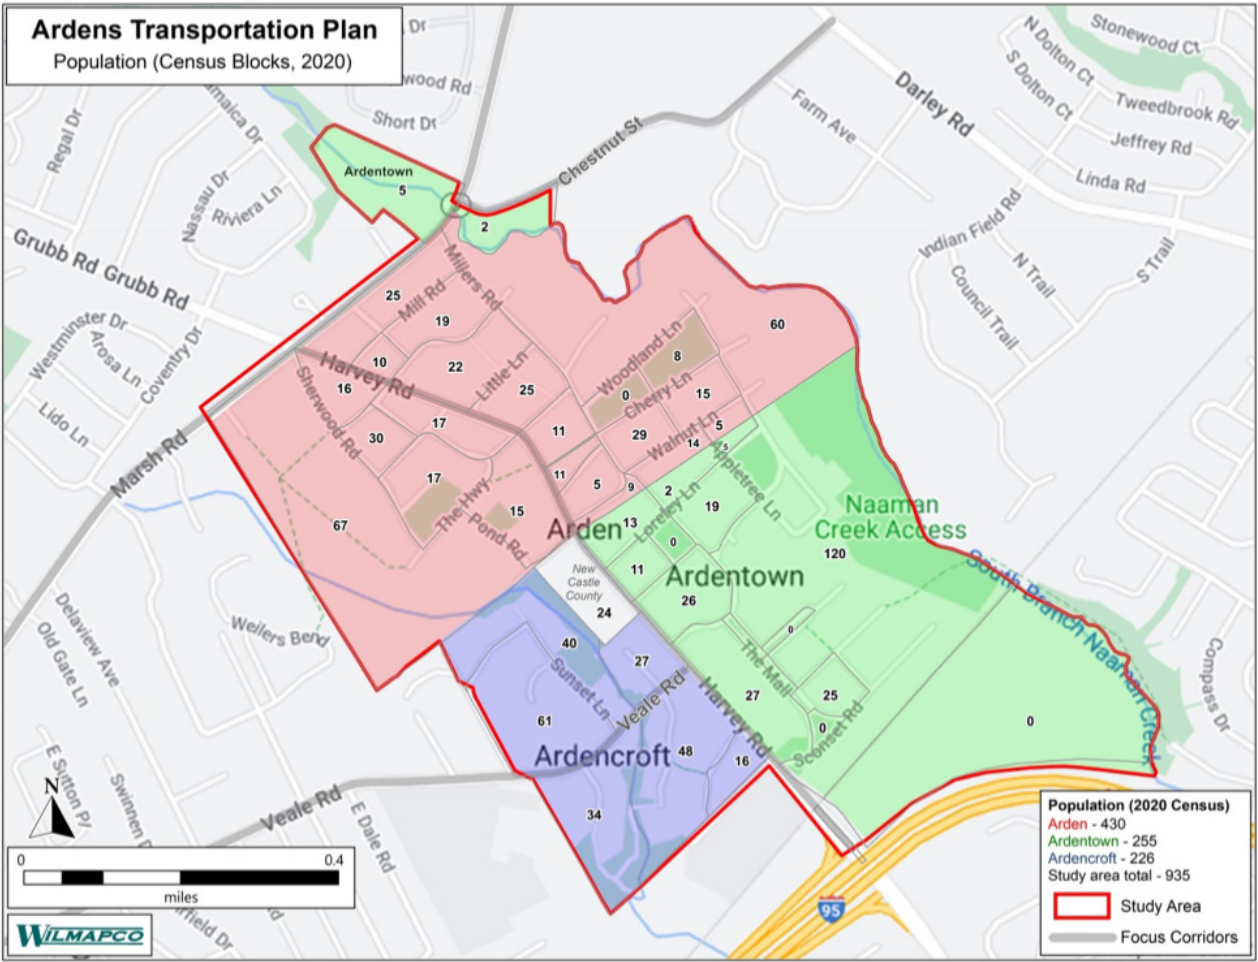 Ardens Transportation Plan
Population (Census Blocks, 2020)
Dr
wood Rd
Short Dr
Jamaica Dr
Regal Dr
Nassau Dr
Riviera Ln
Grubb Rd Grubb Rd
Westminster Dr
Arosa Ln
Coventry Dr
Lido Ln
Marsh Rd
Chestnut St
Farm Ave
Darley Rd
N Dolton Ct
S Dolton Ct
Stonewood Ct
Tweedbrook Rd
Jeffrey Rd
Linda Rd
Indian Field Rd
N Trail
S Trail
Council Trail
Ardentown
5
2
Millers Rd
25
Mill Rd
19
60
10
Harvey Rd
22
Little Ln
25
Woodland Ln
8
0
Cherry Ln
15
16
Sherwood Rd
17
11
29
Walnut Ln
5
30
14
5
Appletree Ln
17
11
5
9
2
The Hwy
15
Pond Rd
67
Arden
13
Loreley Ln
19
0
Naaman
Creek Access
120
11
Ardentown
26
New
Castle
County
24
South Branch Naaman Creek
0
40
27
The Mall
Sunset Ln
Veale Rd
Harvey Rd
27
25
0
Sconset Rd
0
61
Ardencroft
48
16
34
Weilers Bend
Delaview Ave
Old Gate Ln
E Sutton Pl
Swinnen D
Veale Rd
E Dale Rd
Compass Dr
N
0
0.4
miles
rfield Dr
Rd
WILMAPCO
95
Population (2020 Census)
Arden - 430
Ardentown - 255
Ardencroft - 226
Study area total - 935
Study Area
Focus Corridors